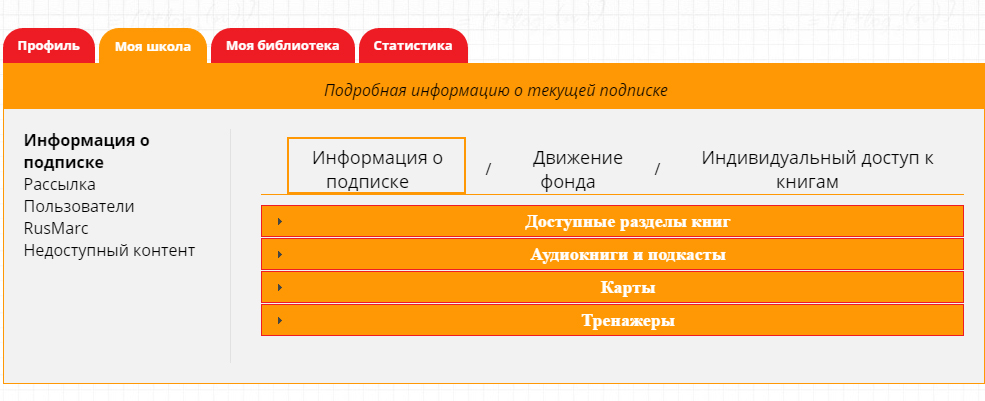 Профиль
Моя школа
Моя библиотека
Статистика
Подробная информацию о текущей подписке
Информация о
подписке
Рассылка
Пользователи
RusMarc
Недоступный контент
Информация о
подписке
/
Движение
фонда
/
Индивидуальный доступ к
книгам
Доступные разделы книг
Аудиокниги и подкасты
Карты
Тренажеры